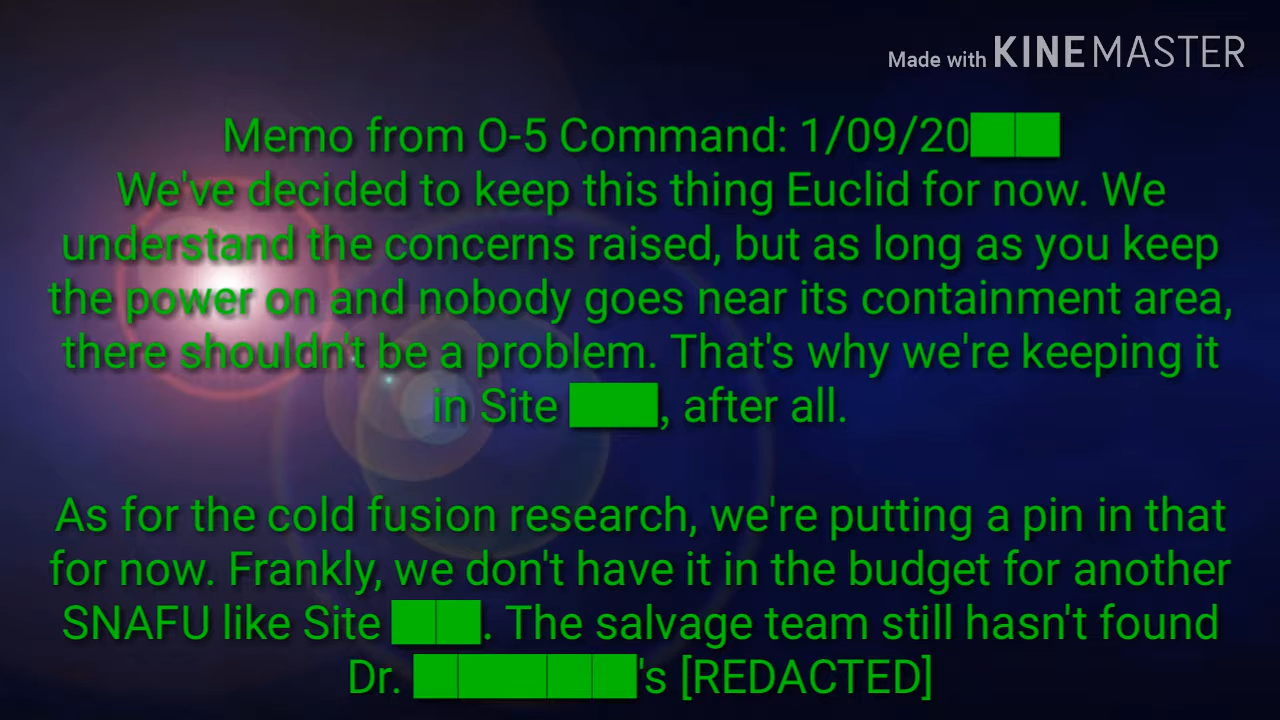 Made with KINEMASTER
Memo from O-5 Command: 1/09/20██
We've decided to keep this thing Euclid for now. We
understand the concerns raised, but as long as you keep
the power on and nobody goes near its containment area,
there shouldn't be a problem. That's why we're keeping it
in Site ██, after all.
As for the cold fusion research, we're putting a pin in that
for now. Frankly, we don't have it in the budget for another
SNAFU like Site ██. The salvage team still hasn't found
Dr. █████'s [REDACTED]